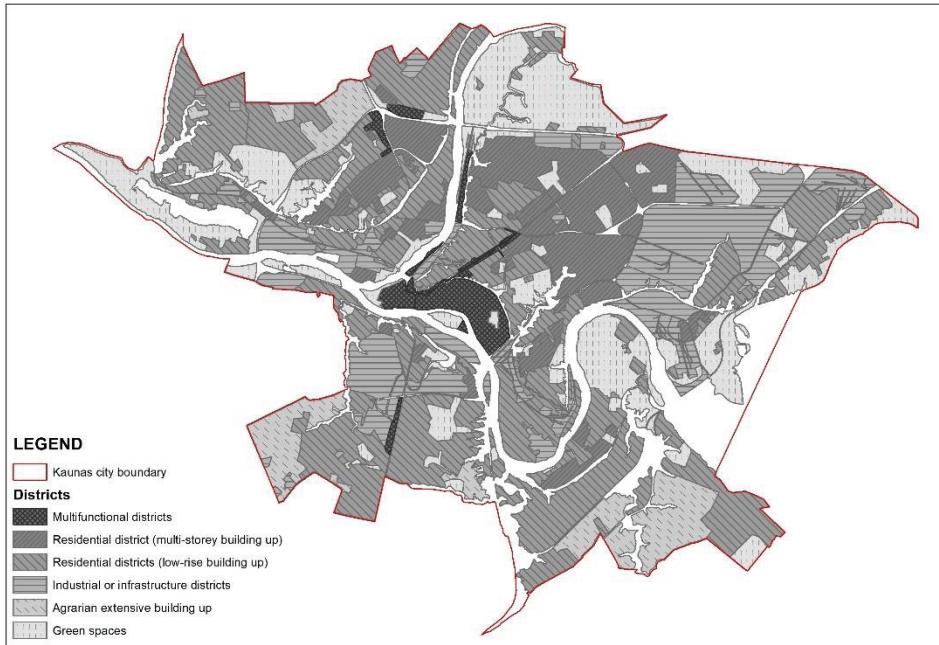 LEGEND
Kaunas city boundary
Districts
Multifunctional districts
Residential district (multi-storey building up)
Residential districts (low-rise building up)
Industrial or infrastructure districts
Agrarian extensive building up
Green spaces